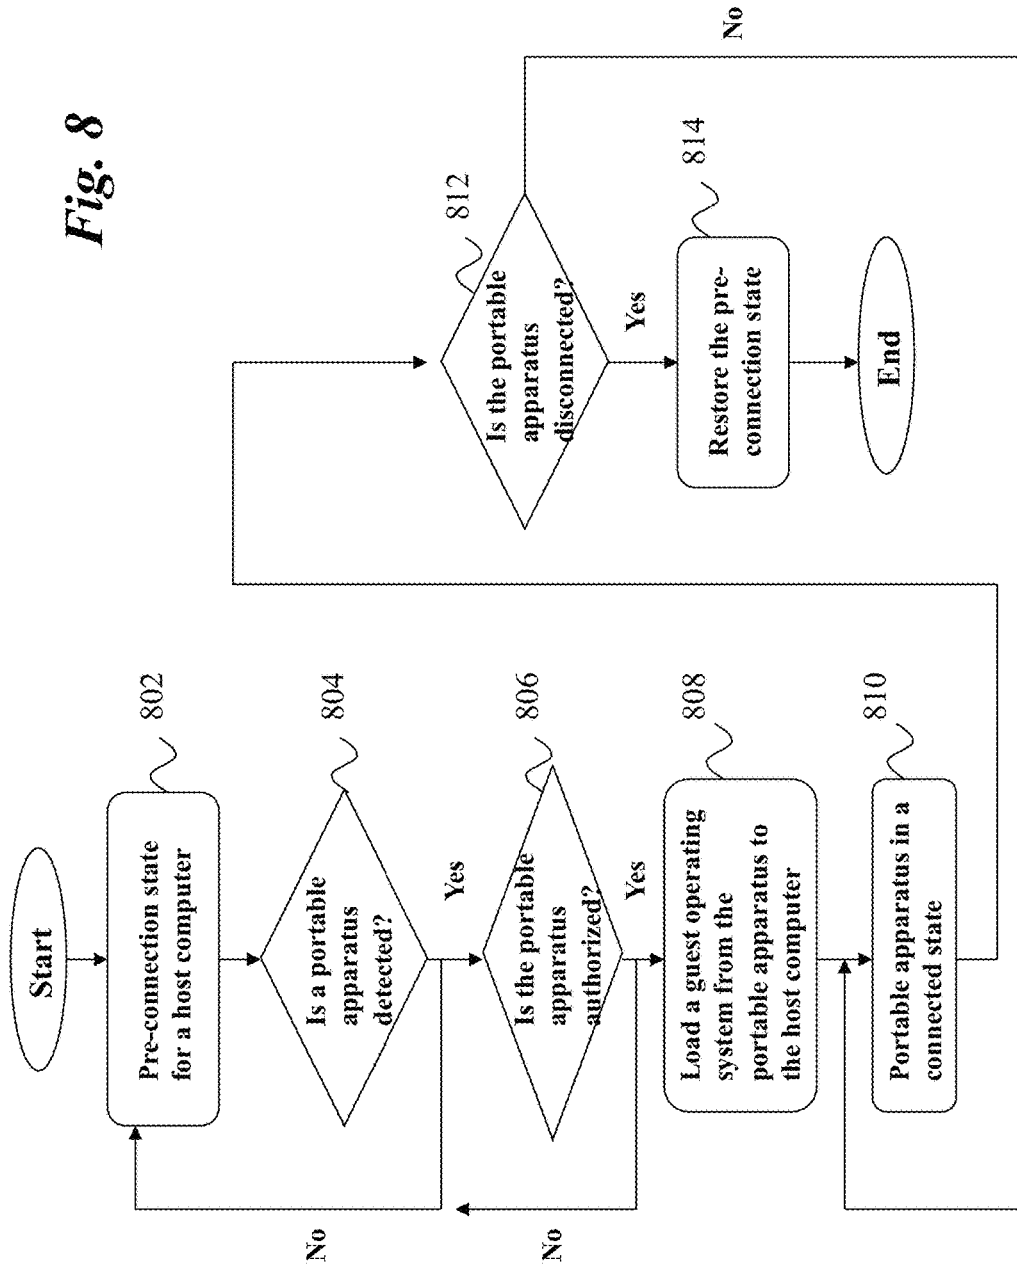 Fig. 8
Start
Pre-connection state
for a host computer
802
Is a portable
apparatus
detected?
804
No
Yes
Is the portable
apparatus
authorized?
806
No
Yes
Load a guest operating
system from the
portable apparatus to
the host computer
808
Portable apparatus in a
connected state
810
Is the portable
apparatus
disconnected?
812
No
Yes
Restore the pre-
connection state
814
End